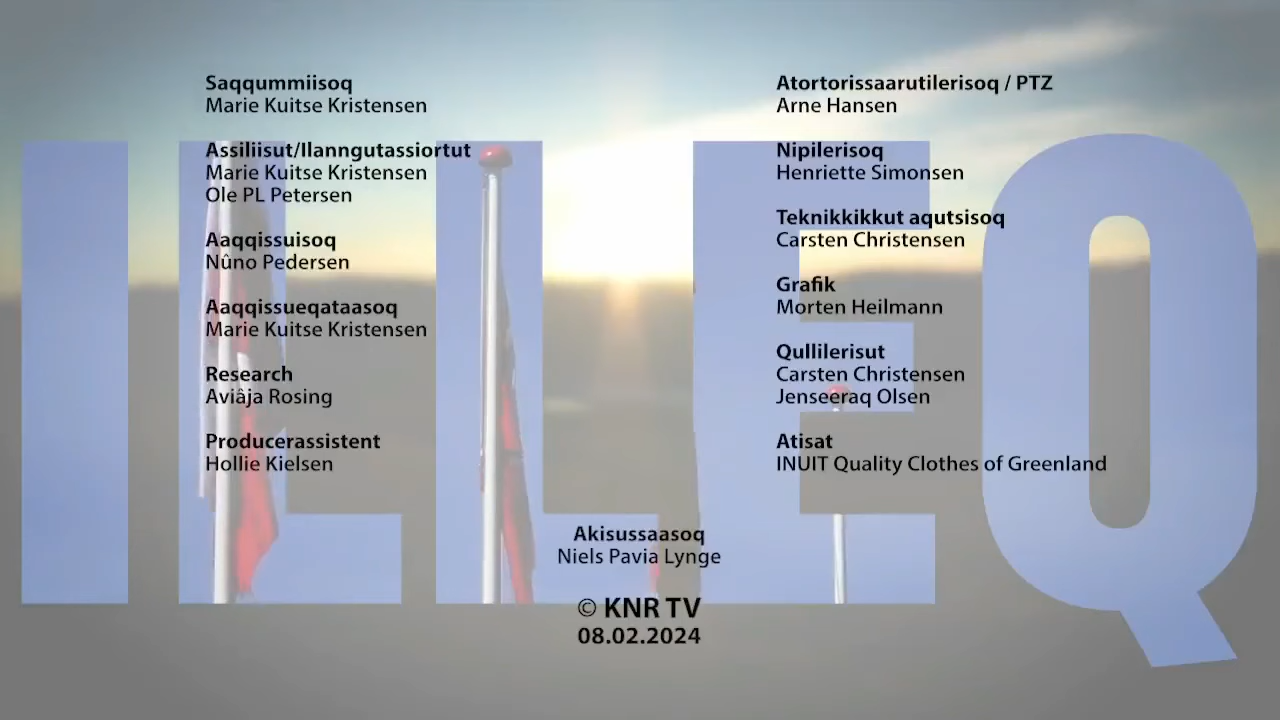 Saqqummiisoq
Marie Kuitse Kristensen
Assiliisut/Ilanngutassiortut
Marie Kuitse Kristensen
Ole PL Petersen
Aaqqissuisoq
Nûno Pedersen
Aaqqissueqataasoq
Marie Kuitse Kristensen
Research
Aviâja Rosing
Producerassistent
Hollie Kielsen
Atortorissaarutilerisoq / PTZ
Arne Hansen
Nipilerisoq
Henriette Simonsen
Teknikkikkut aqutsisoq
Carsten Christensen
Grafik
Morten Heilmann
Qullilerisut
Carsten Christensen
Jenseeraq Olsen
Atisat
INUIT Quality Clothes of Greenland
Akisussaasoq
Niels Pavia Lynge
© KNR TV
08.02.2024
ILLEQ